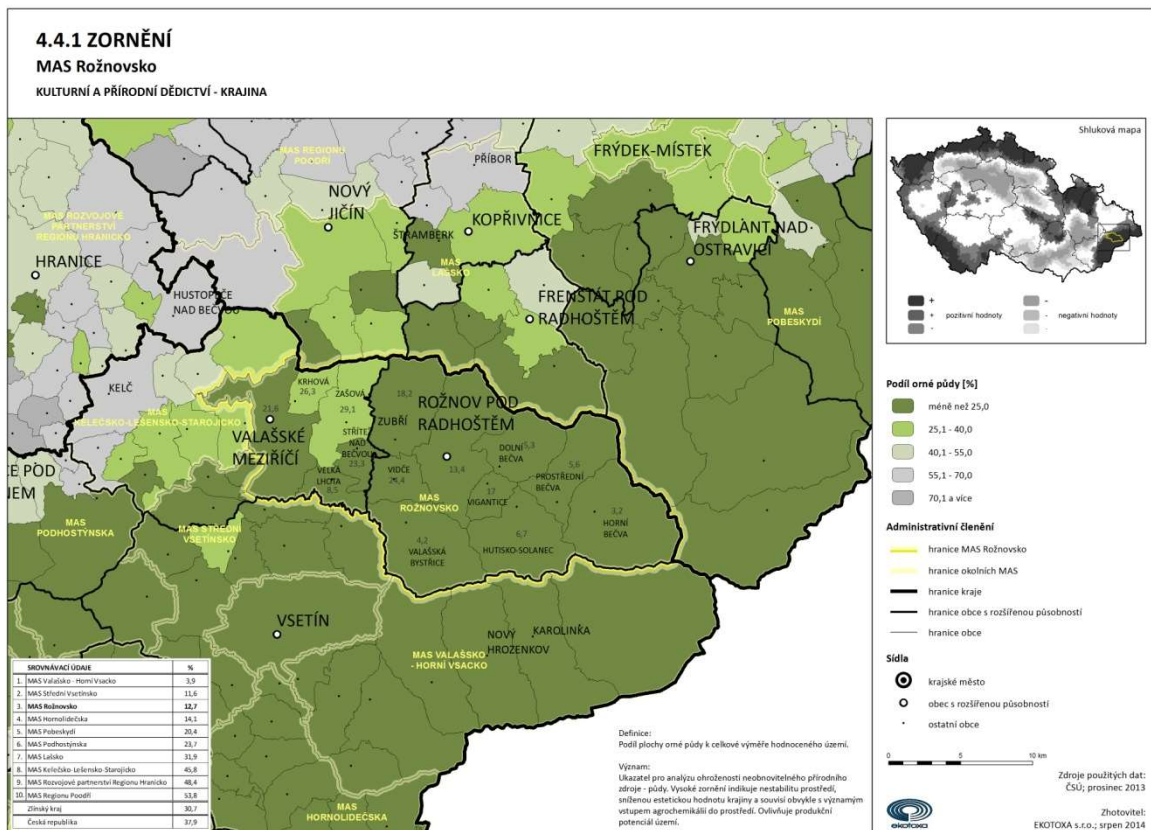 4.4.1 ZORNĚNÍ
MAS Rožnovsko
KULTURNÍ A PŘÍRODNÍ DĚDICTVÍ - KRAJINA
MAS REGIONU
POODŘÍ
PŘÍBOR
FRÝDEK-MÍSTEK
NOVÝ
JIČÍN
KOPŘIVNICE
ŠTRAMBERK
MAS
LAŠSKO
FRÝDLANT NAD
OSTRAVICÍ
MAS ROZVOJOVÉ
PARTNERSTVÍ
REGIONU HRANICKO
HRANICE
HUSTOPEČE
NAD BEČVOU
FRENŠTÁT POD
RADHOŠTĚM
MAS
POBESKYDÍ
KELČ
MAS
KELEČSKO-LEŠENSKO-STAROJICKO
KRHOVÁ
26,3
ZAŠOVÁ
29,1
18,2
21,8
ZUBŘÍ
ROŽNOV POD
RADHOŠTĚM
VALAŠSKÉ
MEZIŘÍČÍ
STŘÍTEŽ
NAD
BEČVOU
23,3
DOLNÍ
BEČVA
5,3
VELKÁ
LHOTA
8,5
VIDČE
13,4
PROSTŘEDNÍ
BEČVA
5,6
17
VIGANTICE
MAS
ROŽNOVSKO
3,2
HORNÍ
BEČVA
4,2
VALAŠSKÁ
BYSTŘICE
6,7
HUTISKO-SOLANEC
CE POD
NEM
MAS
PODHOSTÝNSKA
MAS STŘEDNÍ
VSETÍNSKO
VSETÍN
NOVÝ
HROZENKOV
KAROLINKA
MAS VALAŠSKO
- HORNÍ VSACKO
MAS
HORNOLIDEČSKA
SROVNÁVACÍ ÚDAJE %
1. MAS Valašsko - Horní Vsacko 3,9
2. MAS Střední Vsetínsko 11,6
3. MAS Rožnovsko 12,7
4. MAS Hornolidečska 14,1
5. MAS Pobeskydí 20,4
6. MAS Podhostýnska 23,7
7. MAS Lašsko 31,9
8. MAS Kelečsko-Lešensko-Starojicko 45,8
9. MAS Rozvojové partnerství Regionu Hranicko 48,4
10. MAS Regionu Poodří 53,8
Zlínský kraj 30,7
Česká republika 37,9
Definice:
Podíl plochy orné půdy k celkové výměře hodnoceného území.
Význam:
Ukazatel pro analýzu ohroženosti neobnovitelného přírodního
zdroje - půdy. Vysoké zornění indikuje nestabilitu prostředí,
sníženou estetickou hodnotu krajiny a souvisí obvykle s významným
vstupem agrochemikálií do prostředí. Ovlivňuje produkční
potenciál území.
Shluková mapa
+ -
+ pozitivní hodnoty - negativní hodnoty
- -
Podíl orné půdy [%]
méně než 25,0
25,1 - 40,0
40,1 - 55,0
55,1 - 70,0
70,1 a více
Administrativní členění
hranice MAS Rožnovsko
hranice okolních MAS
hranice kraje
hranice obce s rozšířenou působností
hranice obce
Sídla
krajské město
obec s rozšířenou působností
ostatní obce
0 5 10 km
Zdroje použitých dat:
ČSÚ; prosinec 2013
ekotoxa
Zhotovitel:
EKOTOXA s.r.o.; srpen 2014